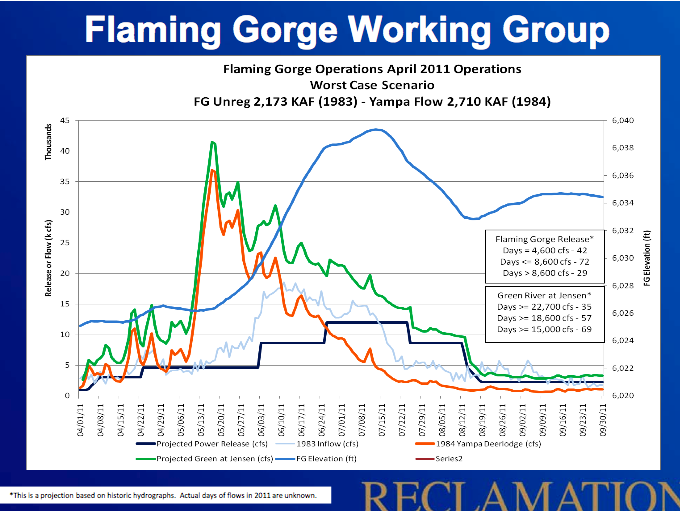 Flaming Gorge Working Group
Flaming Gorge Operations April 2011 Operations
Worst Case Scenario
FG Unreg 2,173 KAF (1983) - Yampa Flow 2,710 KAF (1984)
Thousands
Release or Flow (k cfs)
45
40
35
30
25
20
15
10
5
0
6,040
6,038
6,036
6,034
6,032
6,030
6,028
6,026
6,024
6,022
6,020
FG Elevation (ft)
Flaming Gorge Release*
Days = 4,600 cfs - 42
Days <= 8,600 cfs - 72
Days > 8,600 cfs - 29
Green River at Jensen*
Days >= 22,700 cfs - 35
Days >= 18,600 cfs - 57
Days >= 15,000 cfs - 69
04/01/11
04/08/11
04/15/11
04/22/11
04/29/11
05/06/11
05/13/11
05/20/11
05/27/11
06/03/11
06/10/11
06/17/11
06/24/11
07/01/11
07/08/11
07/15/11
07/22/11
07/29/11
08/05/11
08/12/11
08/19/11
08/26/11
09/02/11
09/09/11
09/16/11
09/23/11
09/30/11
Projected Power Release (cfs) 1983 Inflow (cfs) 1984 Yampa Deerlodge (cfs)
Projected Green at Jensen (cfs) FG Elevation (ft) Series2
*This is a projection based on historic hydrographs. Actual days of flows in 2011 are unknown.
RECLAMATION